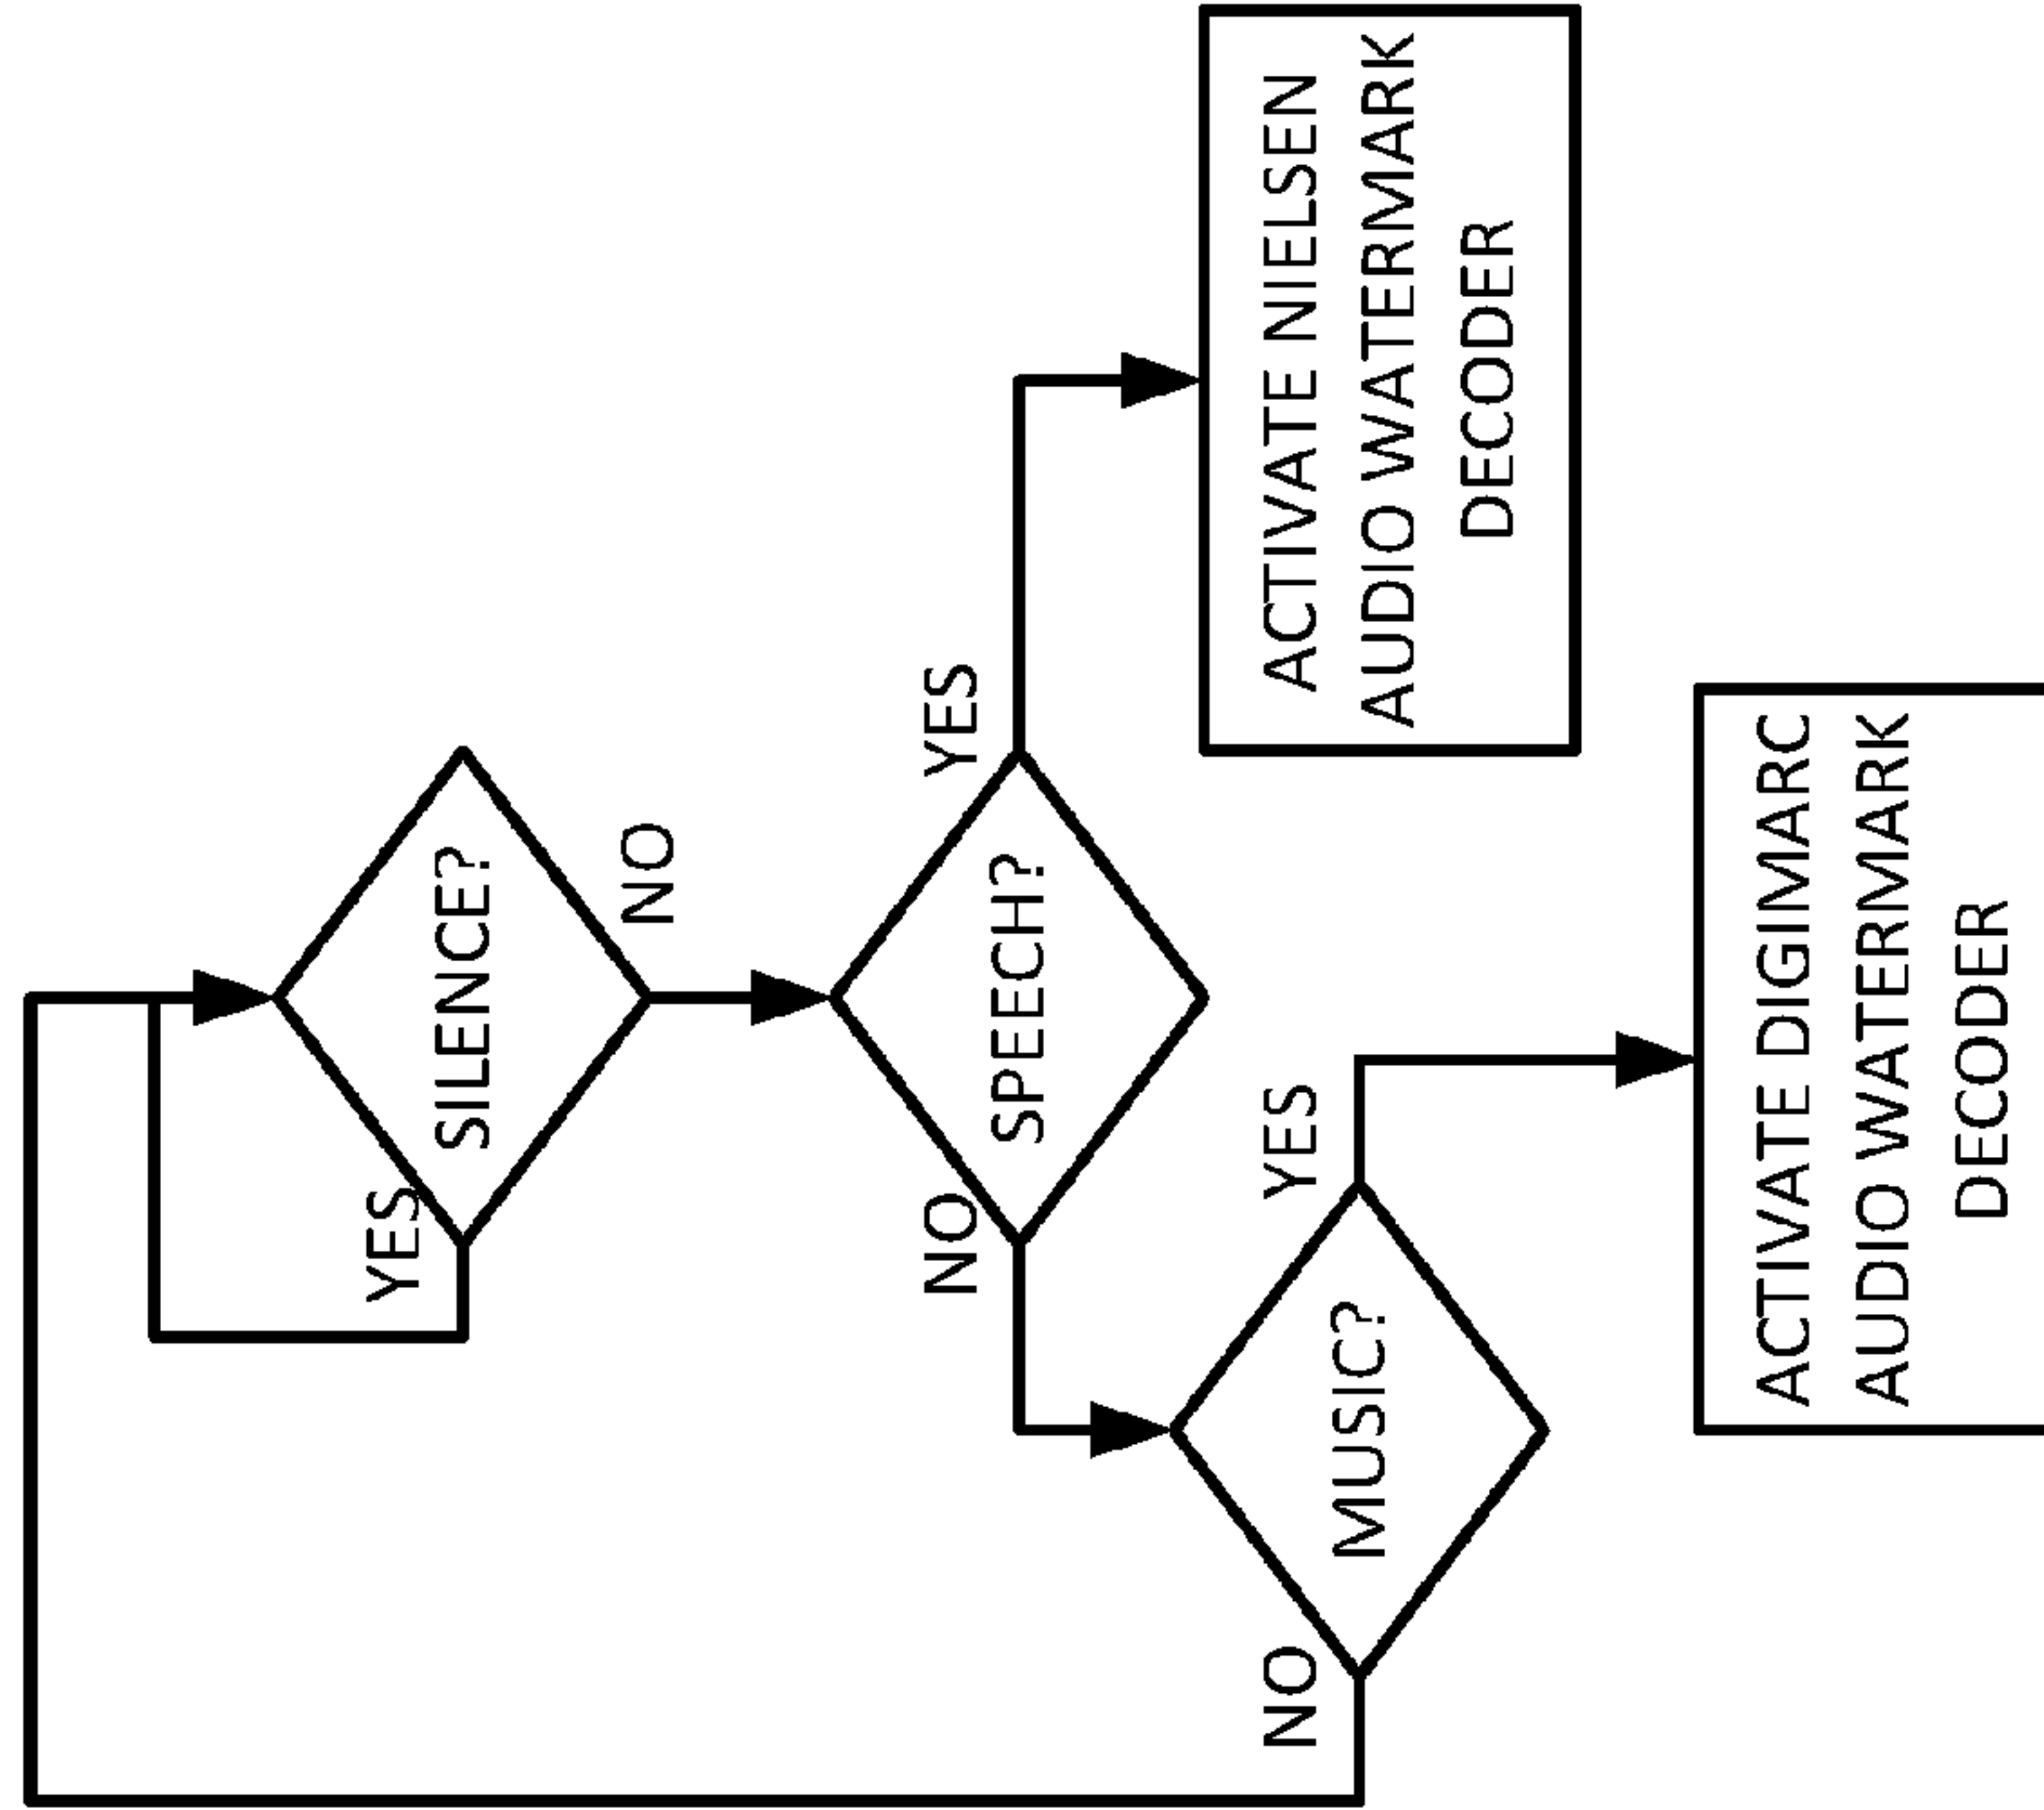 SILENCE?
YES
NO
SPEECH?
NO
YES
MUSIC?
NO
YES
ACTIVATE NIELSEN
AUDIO WATERMARK
DECODER
ACTIVATE DIGIMARC
AUDIO WATERMARK
DECODER